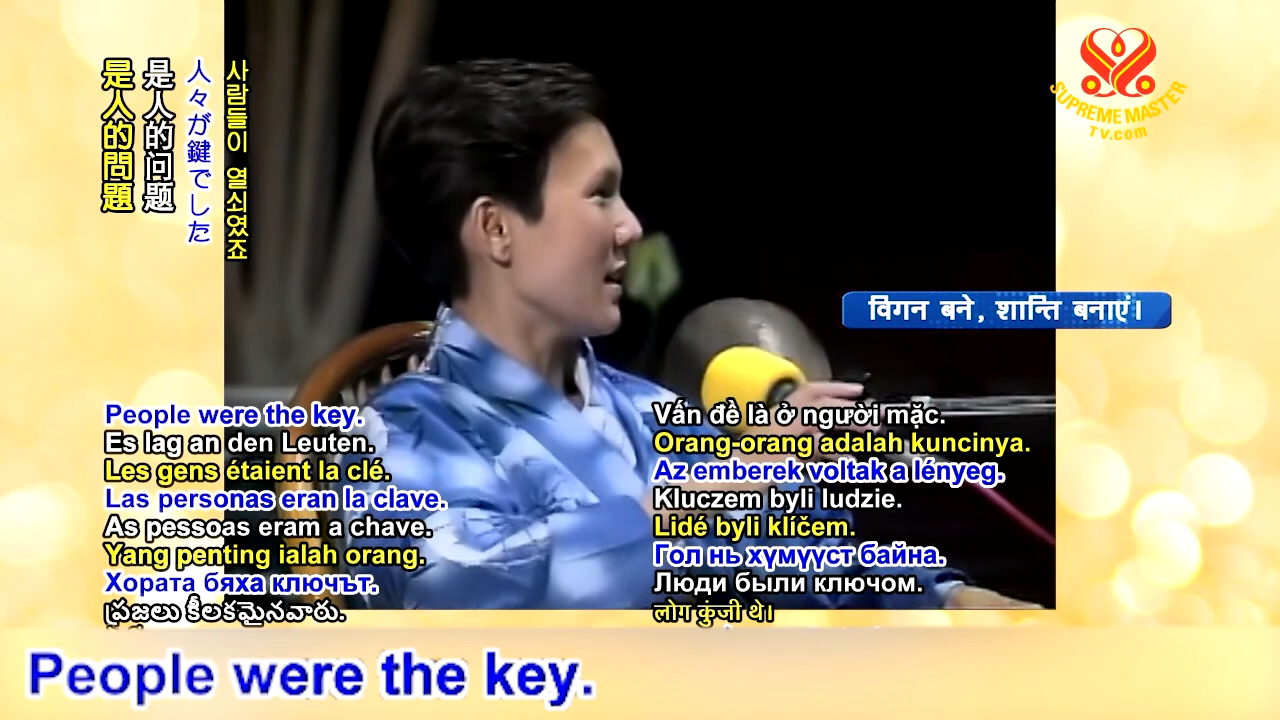 是人的問題
是人的问题
人々が鍵でした
사람들이 열쇠였죠
SUPREME MASTER
TV.com
विगन बने, शान्ति बनाएं।
People were the key.
Es lag an den Leuten.
Les gens étaient la clé.
Las personas eran la clave.
As pessoas eram a chave.
Yang penting ialah orang.
Хората бяха ключът.
ప్రజలు కీలకమైనవారు.
Vấn đề là ở người mặc.
Orang-orang adalah kuncinya.
Az emberek voltak a lényeg.
Kluczem byli ludzie.
Lidé byli klíčem.
Гол нь хүмүүст байна.
Люди были ключом.
लोग कुंजी थे।
People were the key.